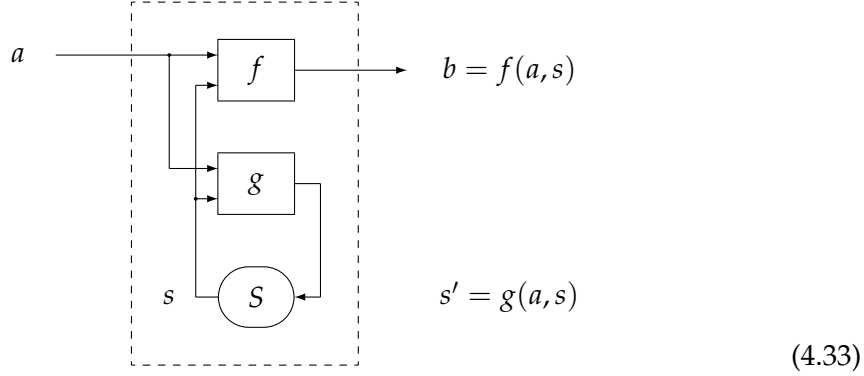 a
f
b = f(a, s)
g
s
S
s′ = g(a, s)
(4.33)